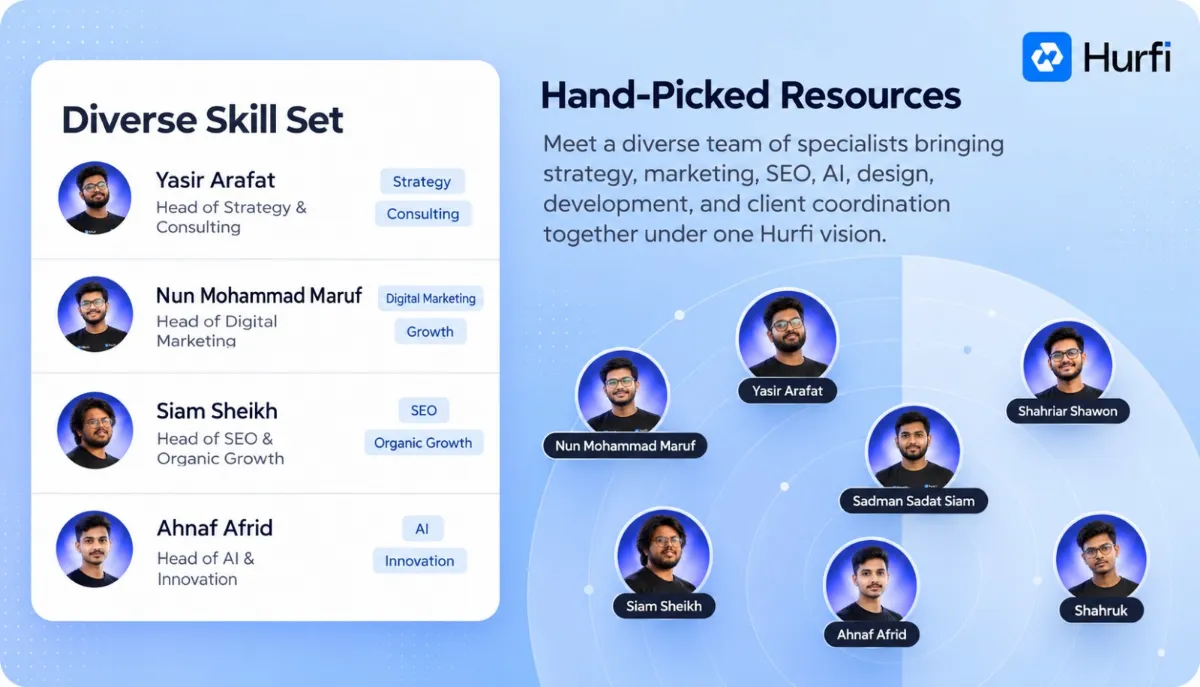 Hurfi
Diverse Skill Set
Yasir Arafat
Head of Strategy &
Consulting
Strategy
Consulting
Nun Mohammad Maruf
Head of Digital
Marketing
Digital Marketing
Growth
Siam Sheikh
Head of SEO &
Organic Growth
SEO
Organic Growth
Ahnaf Afrid
Head of AI &
Innovation
AI
Innovation
Hand-Picked Resources
Meet a diverse team of specialists bringing
strategy, marketing, SEO, AI, design,
development, and client coordination
together under one Hurfi vision.
Yasir Arafat
Shahriar Shawon
Nun Mohammad Maruf
Sadman Sadat Siam
Siam Sheikh
Shahruk
Ahnaf Afrid